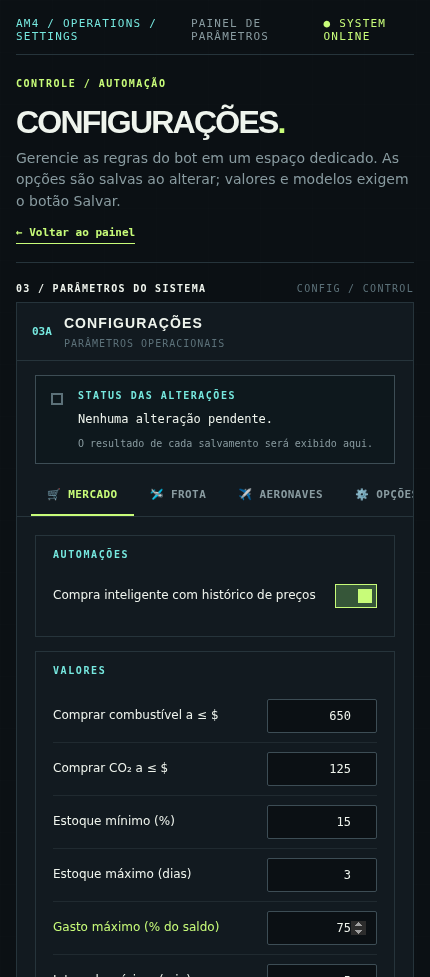 AM4 / OPERATIONS / SETTINGS
PAINEL DE PARÂMETROS
● SYSTEM ONLINE
CONTROLE / AUTOMAÇÃO
CONFIGURAÇÕES.
Gerencie as regras do bot em um espaço dedicado. As
opções são salvas ao alterar; valores e modelos exigem
o botão Salvar.
← Voltar ao painel
03 / PARÂMETROS DO SISTEMA
CONFIG / CONTROL
03A
CONFIGURAÇÕES
PARÂMETROS OPERACIONAIS
STATUS DAS ALTERAÇÕES
Nenhuma alteração pendente.
O resultado de cada salvamento será exibido aqui.
🛒 MERCADO
🛩️ FROTA
✈️ AERONAVES
⚙️ OPÇÕES
AUTOMAÇÕES
Compra inteligente com histórico de preços
VALORES
Comprar combustível a ≤ $ 650
Comprar CO₂ a ≤ $ 125
Estoque mínimo (%) 15
Estoque máximo (dias) 3
Gasto máximo (% do saldo) 75